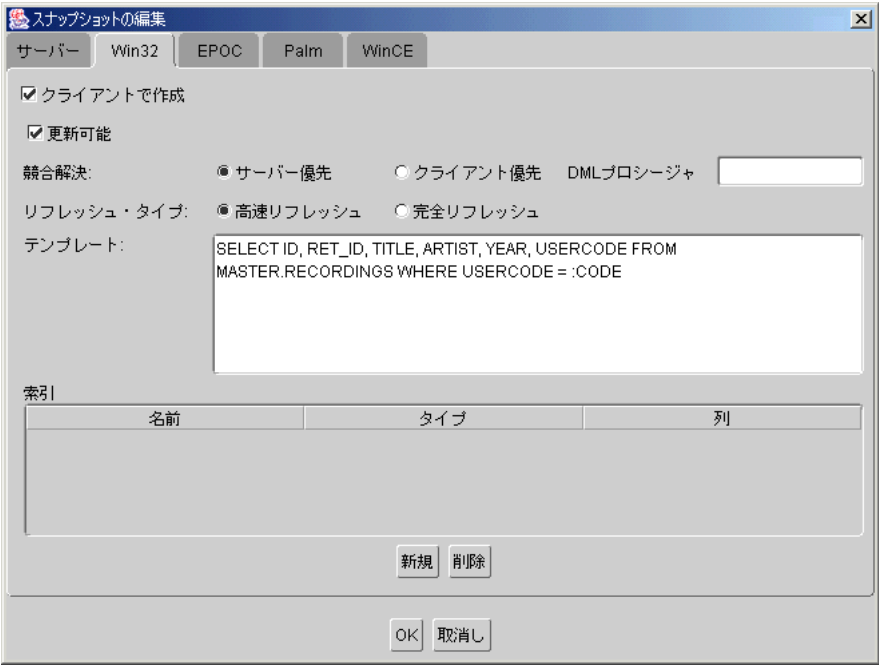 スナップショットの編集
サーバー Win32 EPOC Palm WinCE
クライアントで作成
更新可能
競合解決: サーバー優先 クライアント優先 DMLプロシージャ
リフレッシュ・タイプ: 高速リフレッシュ 完全リフレッシュ
テンプレート: SELECT ID, RET_ID, TITLE, ARTIST, YEAR, USERCODE FROM
MASTER.RECORDINGS WHERE USERCODE = :CODE
索引
名前 タイプ 列
新規 削除
OK 取消し